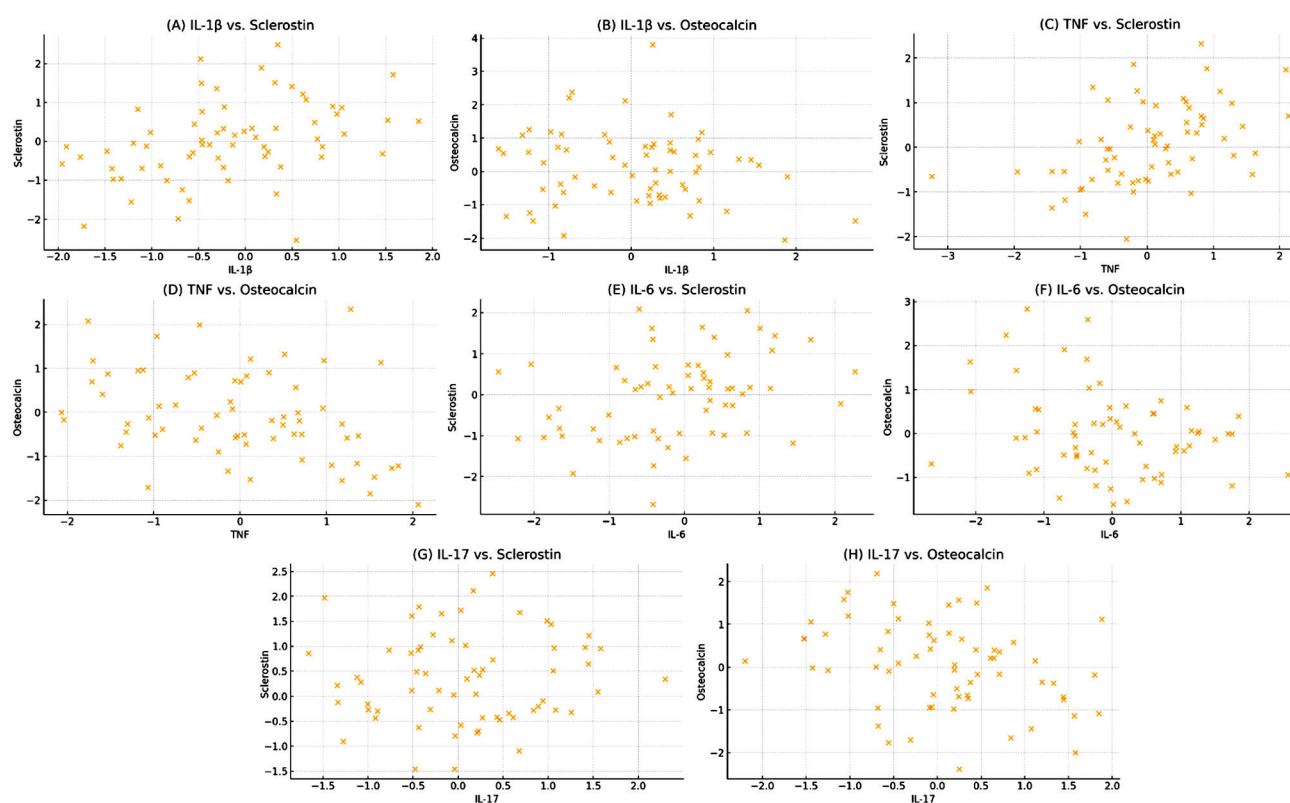 (A) IL-1β vs. Sclerostin
Sclerostin
2
1
0
−1
−2
−2.0 −1.5 −1.0 −0.5 0.0 0.5 1.0 1.5 2.0
IL-1β
(B) IL-1β vs. Osteocalcin
Osteocalcin
4
3
2
1
0
−1
−2
−1 0 1 2
IL-1β
(C) TNF vs. Sclerostin
Sclerostin
2
1
0
−1
−2
−3 −2 −1 0 1 2
TNF
(D) TNF vs. Osteocalcin
Osteocalcin
2
1
0
−1
−2
−2 −1 0 1 2
TNF
(E) IL-6 vs. Sclerostin
Sclerostin
2
1
0
−1
−2
−2 −1 0 1 2
IL-6
(F) IL-6 vs. Osteocalcin
Osteocalcin
3
2
1
0
−1
−2 −1 0 1 2
IL-6
(G) IL-17 vs. Sclerostin
Sclerostin
2.5
2.0
1.5
1.0
0.5
0.0
−0.5
−1.0
−1.5
−1.5 −1.0 −0.5 0.0 0.5 1.0 1.5 2.0
IL-17
(H) IL-17 vs. Osteocalcin
Osteocalcin
2
1
0
−1
−2
−2.0 −1.5 −1.0 −0.5 0.0 0.5 1.0 1.5 2.0
IL-17